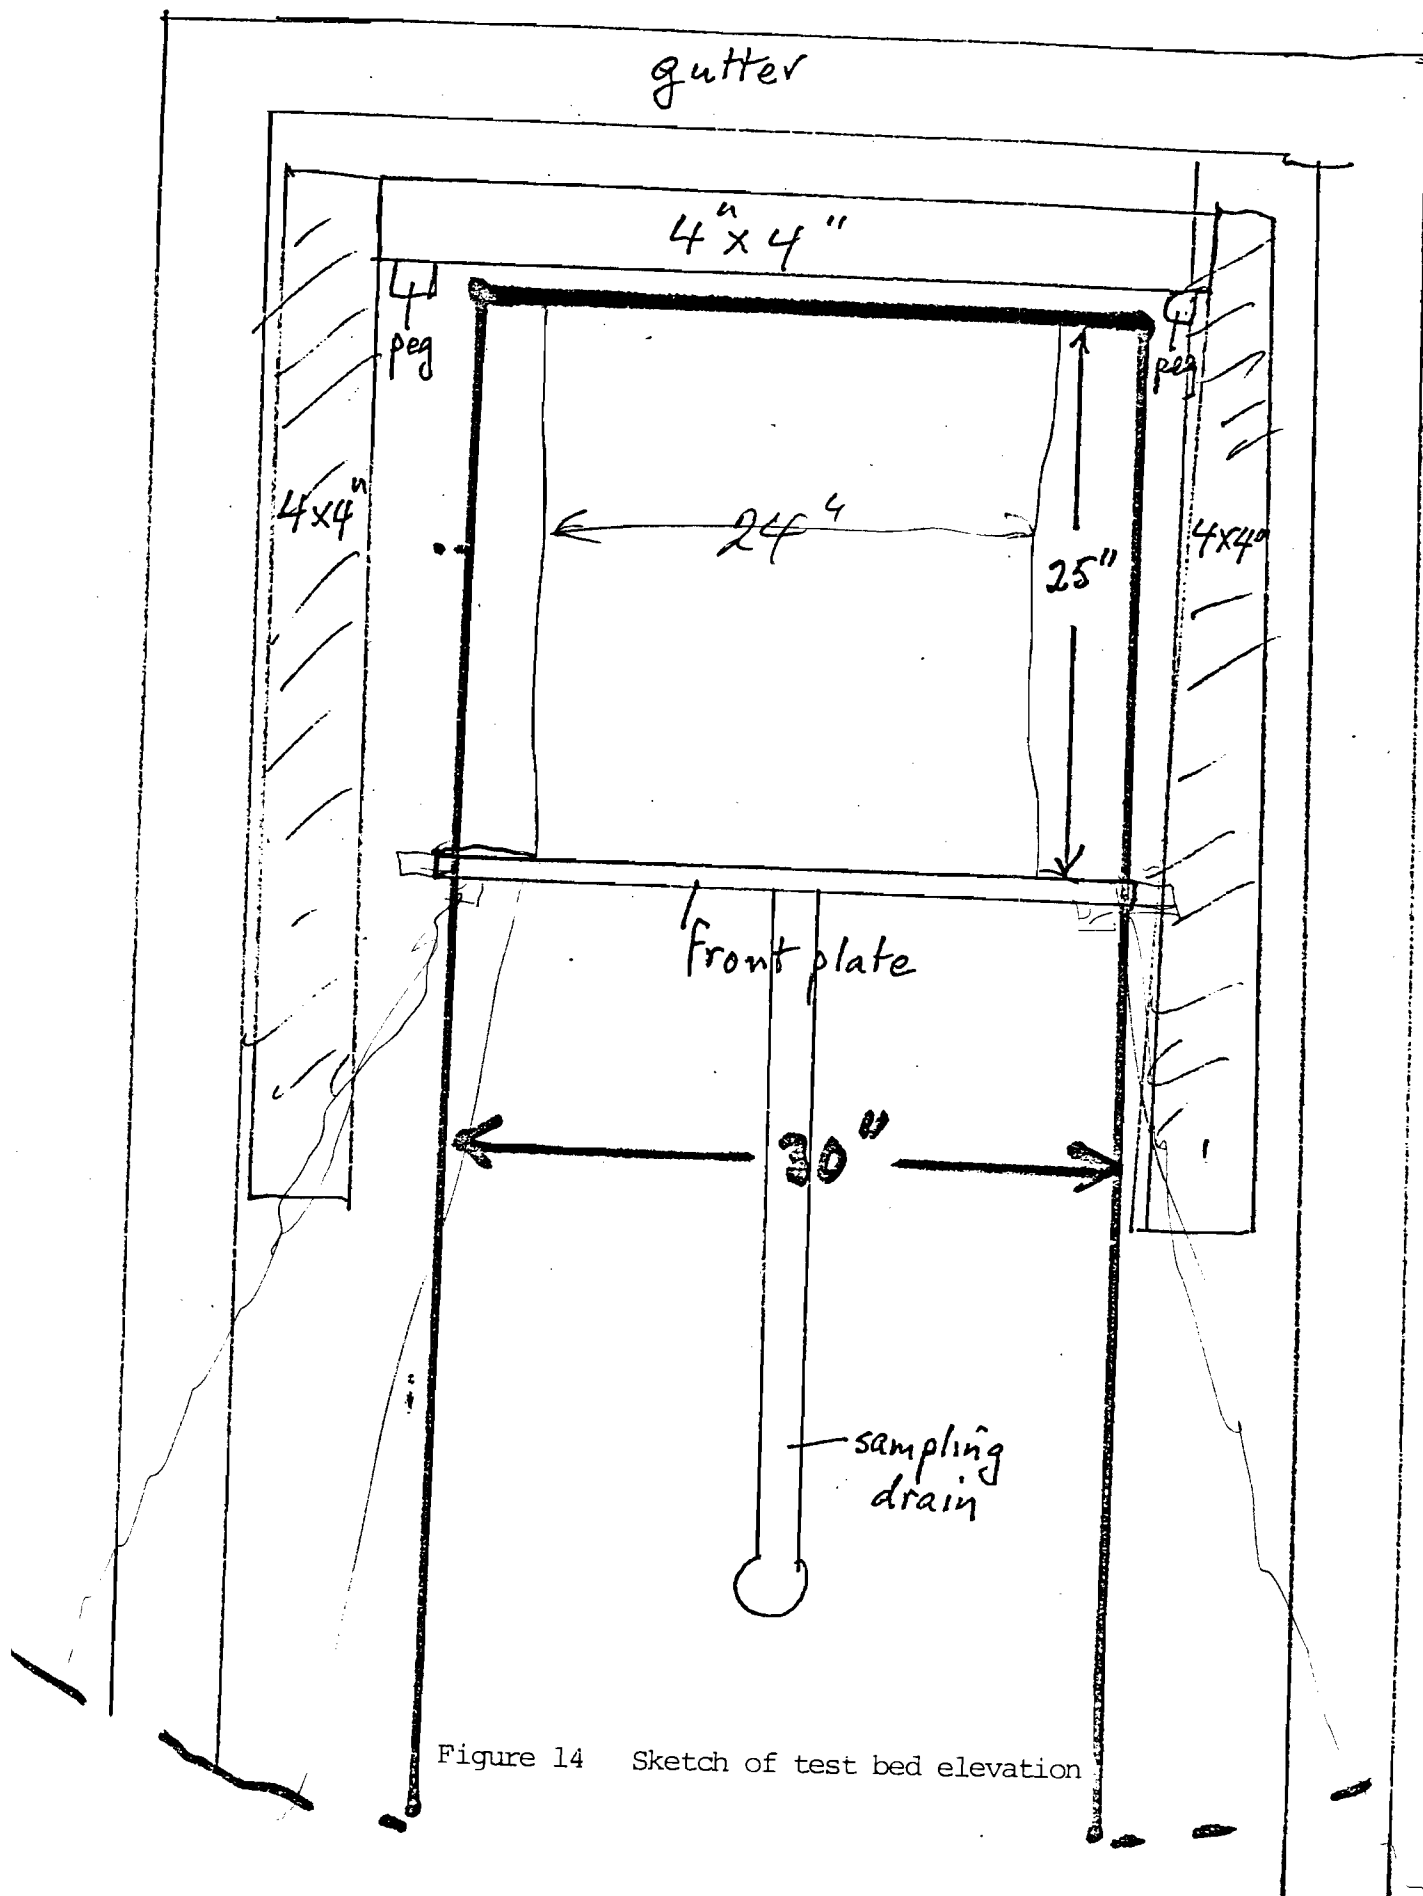 gutter
4"x 4"
peg
peg
4x4"
24"
4x4"
25"
front plate
30"
sampling
drain
Figure 14 Sketch of test bed elevation